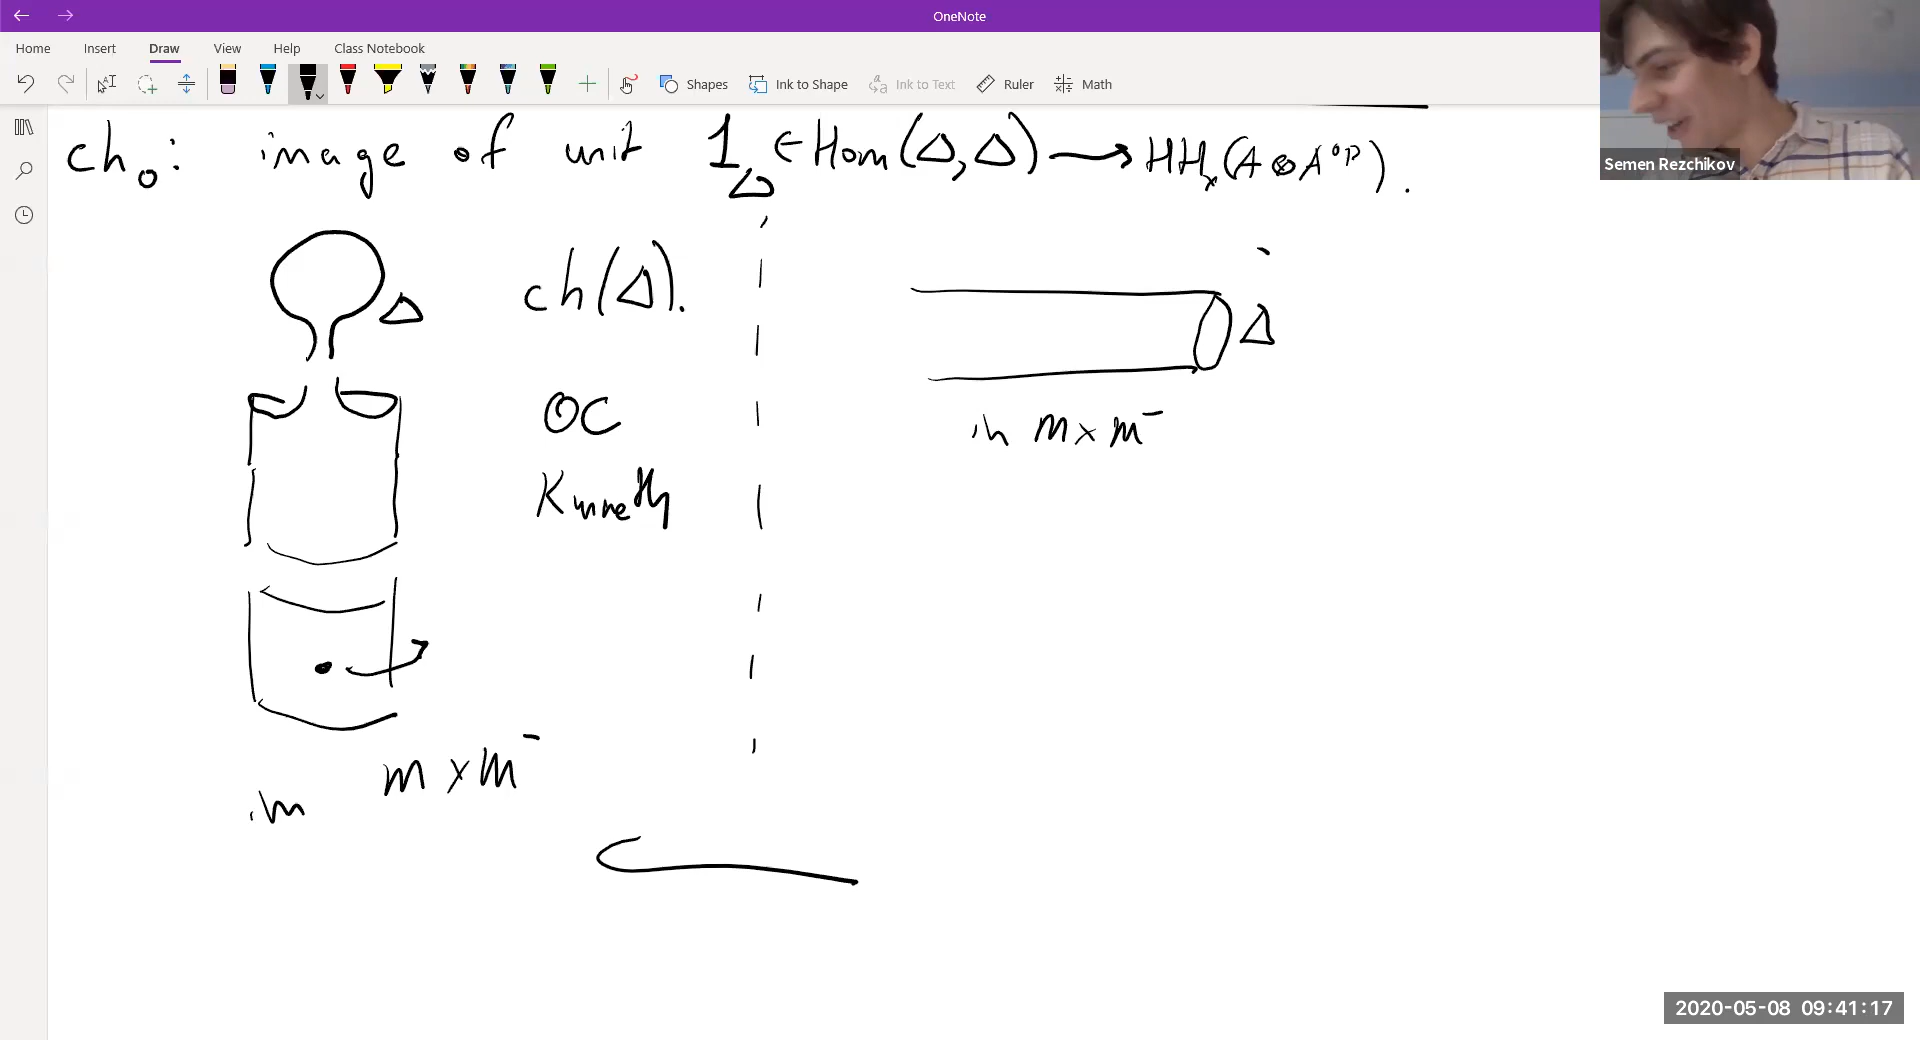 OneNote
Home Insert Draw View Help Class Notebook
Shapes Ink to Shape Ink to Text Ruler Math
Semen Rezchikov
ch₀: image of unit 1_Δ ∈ Hom(Δ, Δ) → HH_*(A ⊗ A^op).
Δ
ch(Δ).
Δ
OC
in M × M⁻
Kunneth
M × M⁻
in
2020-05-08 09:41:17